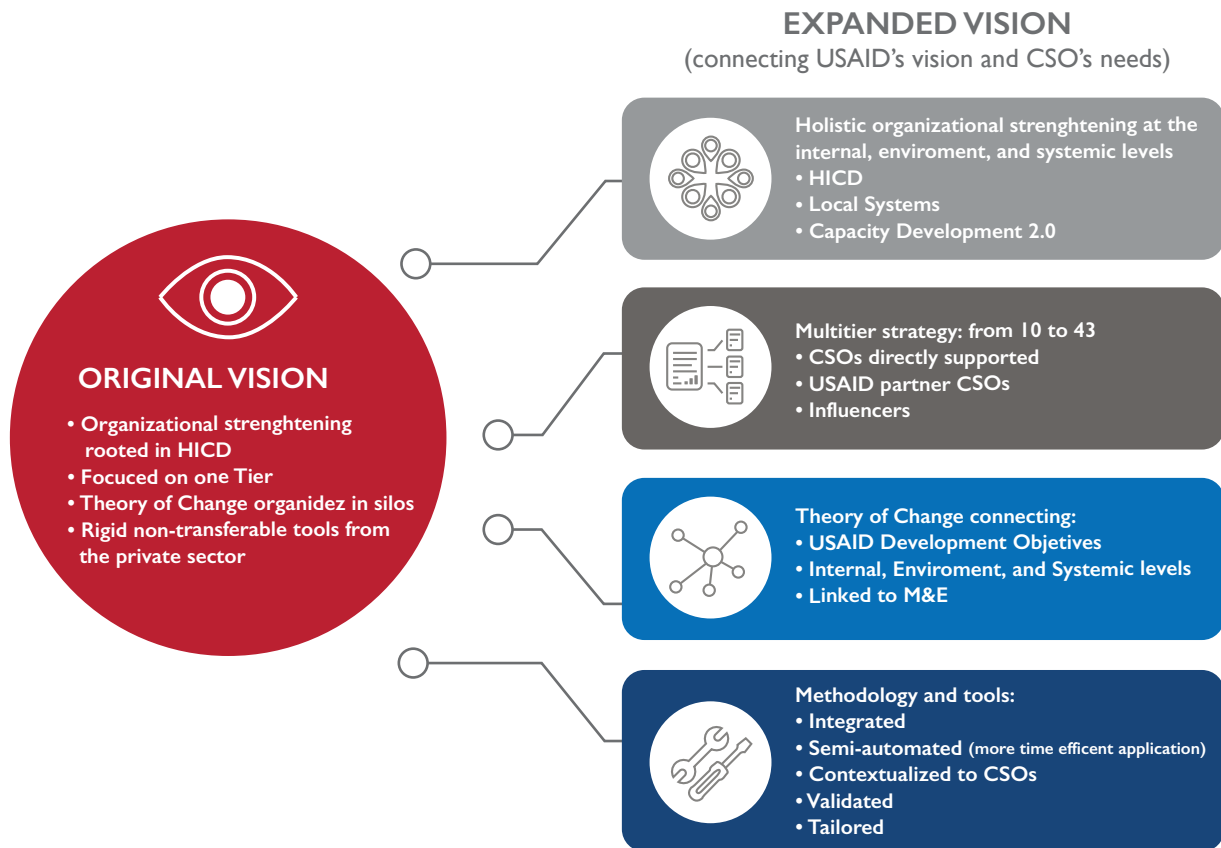 EXPANDED VISION
(connecting USAID's vision and CSO's needs)
ORIGINAL VISION
• Organizational strenghtening
rooted in HICD
• Focuced on one Tier
• Theory of Change organidez in silos
• Rigid non-transferable tools from
the private sector
Holistic organizational strenghtening at the
internal, enviroment, and systemic levels
• HICD
• Local Systems
• Capacity Development 2.0
Multitier strategy: from 10 to 43
• CSOs directly supported
• USAID partner CSOs
• Influencers
Theory of Change connecting:
• USAID Development Objetives
• Internal, Enviroment, and Systemic levels
• Linked to M&E
Methodology and tools:
• Integrated
• Semi-automated (more time efficent application)
• Contextualized to CSOs
• Validated
• Tailored